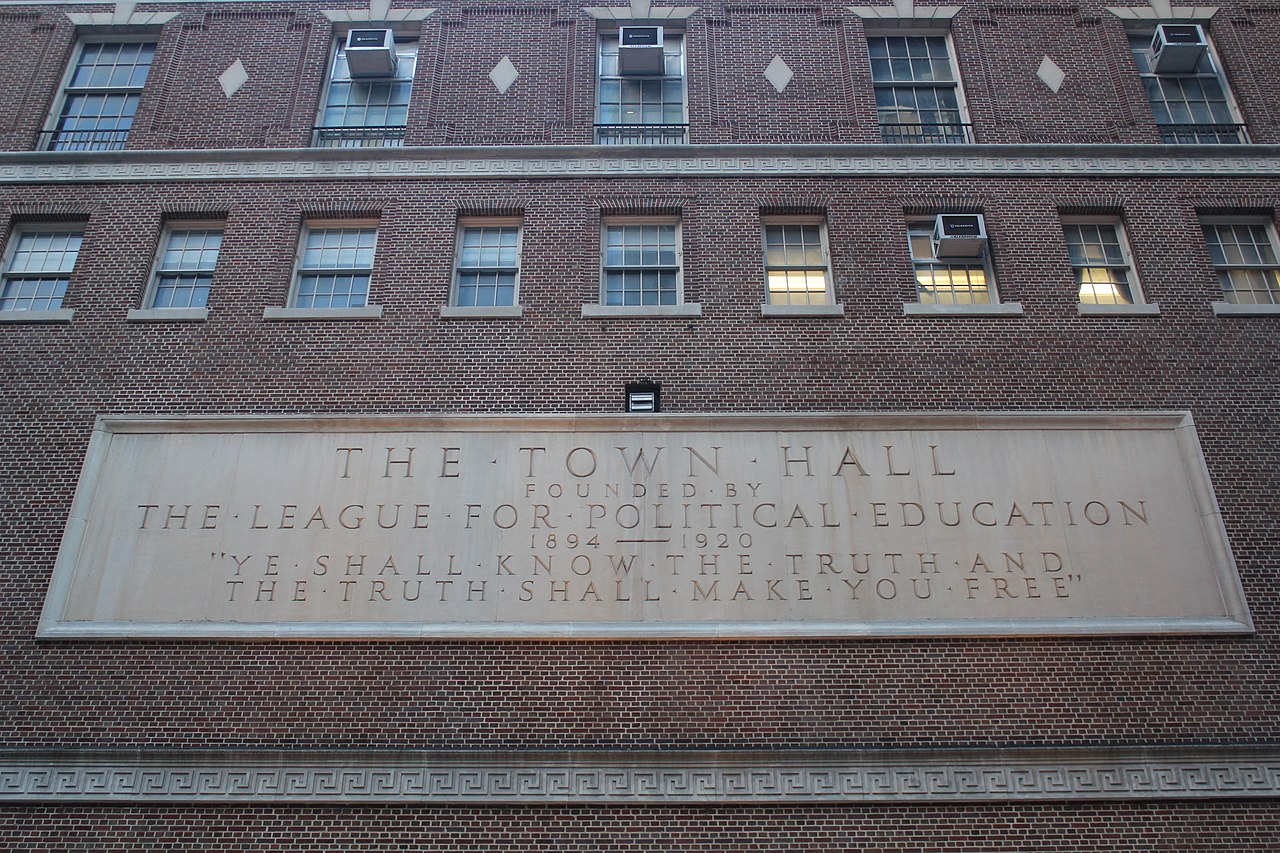 THE · TOWN · HALL
FOUNDED · BY
THE · LEAGUE · FOR · POLITICAL · EDUCATION
1894 — 1920
"YE · SHALL · KNOW · THE · TRUTH · AND
THE · TRUTH · SHALL · MAKE · YOU · FREE"